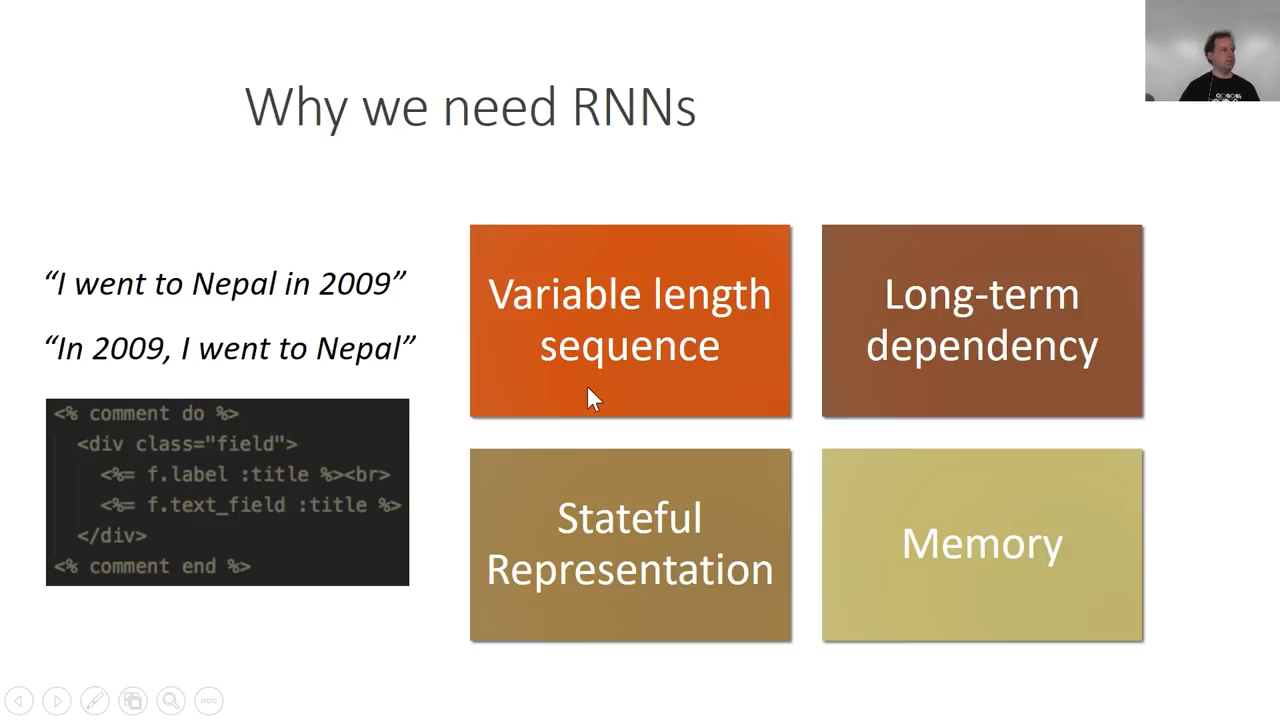 Why we need RNNs
“I went to Nepal in 2009”
“In 2009, I went to Nepal”
<% comment do %>
<div class="field">
<%= f.label :title %><br>
<%= f.text_field :title %>
</div>
<% comment end %>
Variable length
sequence
Long-term
dependency
Stateful
Representation
Memory